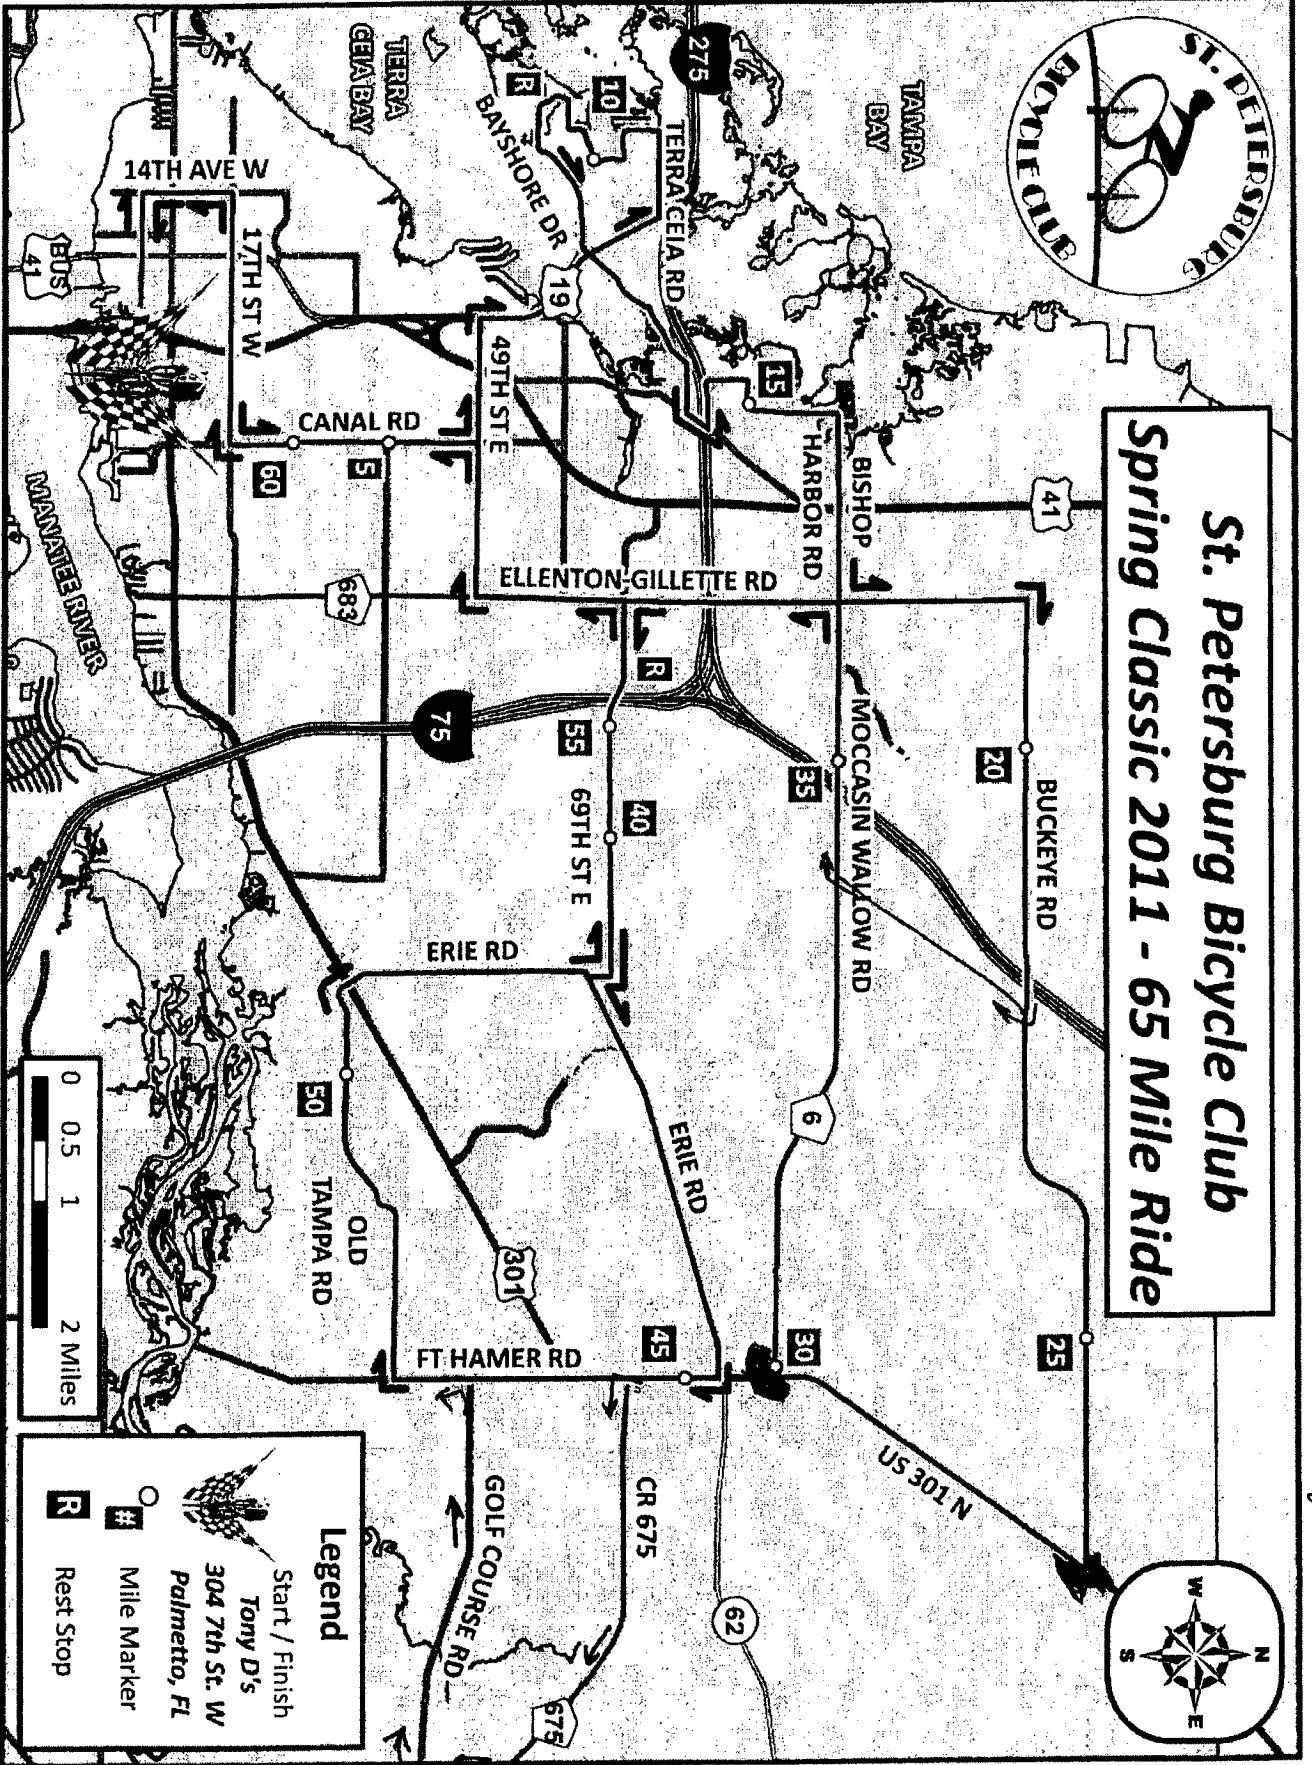 St. Petersburg Bicycle Club
Spring Classic 2011 - 65 Mile Ride
ST. PETERSBURG
BICYCLE CLUB
N
W
E
S
TAMPA
BAY
TERRA
CEIA BAY
275
10
R
BAYSHORE DR
TERRA CEIA RD
19
14TH AVE W
17TH ST W
BUS
41
49TH ST E
15
CANAL RD
60
5
HARBOR RD
BISHOP
41
MANATEE RIVER
683
ELLENTON-GILLETTE RD
R
75
55
40
69TH ST E
35
MOCCASIN WALLOW RD
20
BUCKEYE RD
ERIE RD
50
OLD
TAMPA RD
6
ERIE RD
301
FT HAMER RD
45
30
25
US 301 N
CR 675
GOLF COURSE RD
62
675
0 0.5 1 2 Miles
Legend
Start / Finish
Tony D's
304 7th St. W
Palmetto, FL
# Mile Marker
R Rest Stop